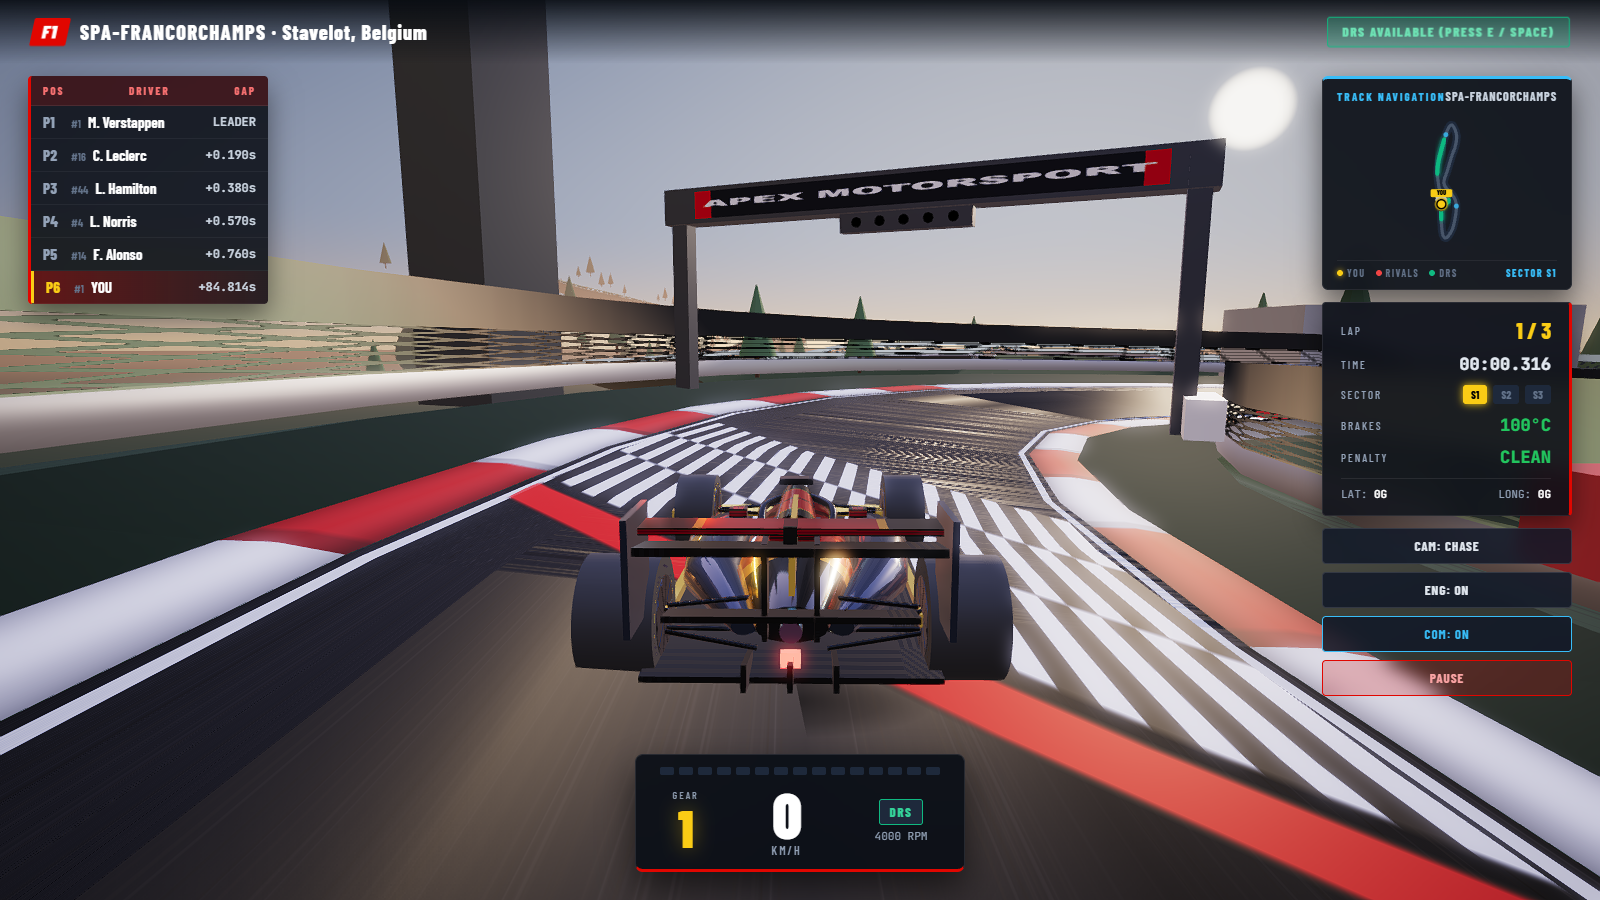 F1 SPA-FRANCORCHAMPS · Stavelot, Belgium
DRS AVAILABLE (PRESS E / SPACE)
POS DRIVER GAP
P1 #1 M. Verstappen LEADER
P2 #16 C. Leclerc +0.190s
P3 #44 L. Hamilton +0.380s
P4 #4 L. Norris +0.570s
P5 #14 F. Alonso +0.760s
P6 #1 YOU +84.814s
APEX MOTORSPORT
TRACK NAVIGATION SPA-FRANCORCHAMPS
YOU
YOU RIVALS DRS SECTOR S1
LAP 1/3
TIME 00:00.316
SECTOR S1 S2 S3
BRAKES 100°C
PENALTY CLEAN
LAT: 0G LONG: 0G
CAM: CHASE
ENG: ON
COM: ON
PAUSE
GEAR
1
0
KM/H
DRS
4000 RPM